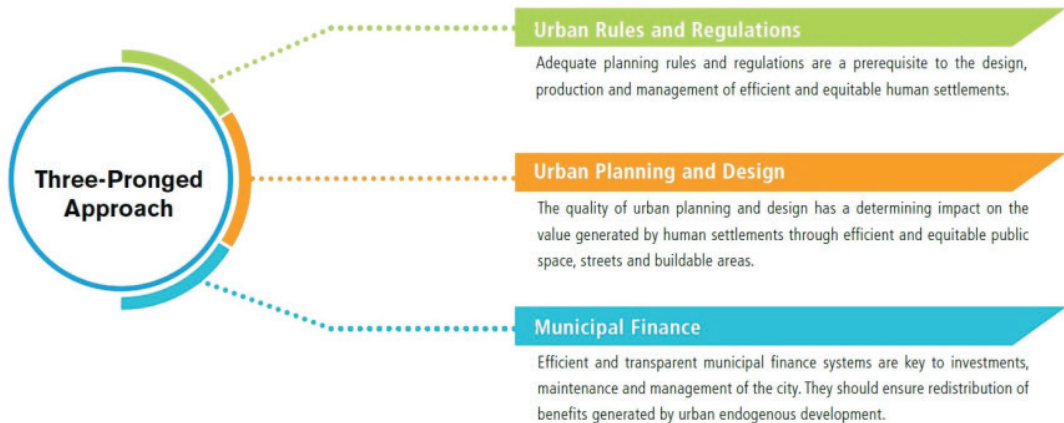 Three-Pronged
Approach
Urban Rules and Regulations
Adequate planning rules and regulations are a prerequisite to the design,
production and management of efficient and equitable human settlements.
Urban Planning and Design
The quality of urban planning and design has a determining impact on the
value generated by human settlements through efficient and equitable public
space, streets and buildable areas.
Municipal Finance
Efficient and transparent municipal finance systems are key to investments,
maintenance and management of the city. They should ensure redistribution of
benefits generated by urban endogenous development.